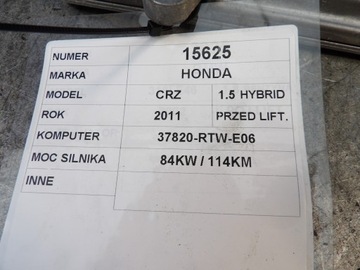 NUMER 15625
MARKA HONDA
MODEL CRZ 1.5 HYBRID
ROK 2011 PRZED LIFT.
KOMPUTER 37820-RTW-E06
MOC SILNIKA 84KW / 114KM
INNE